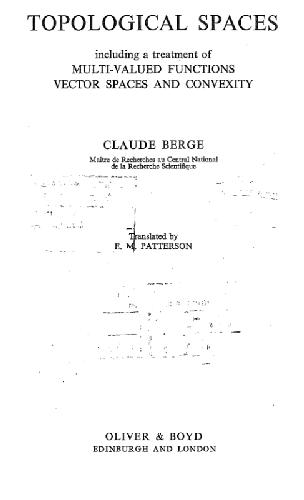 TOPOLOGICAL SPACES
including a treatment of
MULTI-VALUED FUNCTIONS
VECTOR SPACES AND CONVEXITY
CLAUDE BERGE
Maître de Recherches au Central National
de la Recherche Scientifique
Translated by
E. M. PATTERSON
OLIVER & BOYD
EDINBURGH AND LONDON